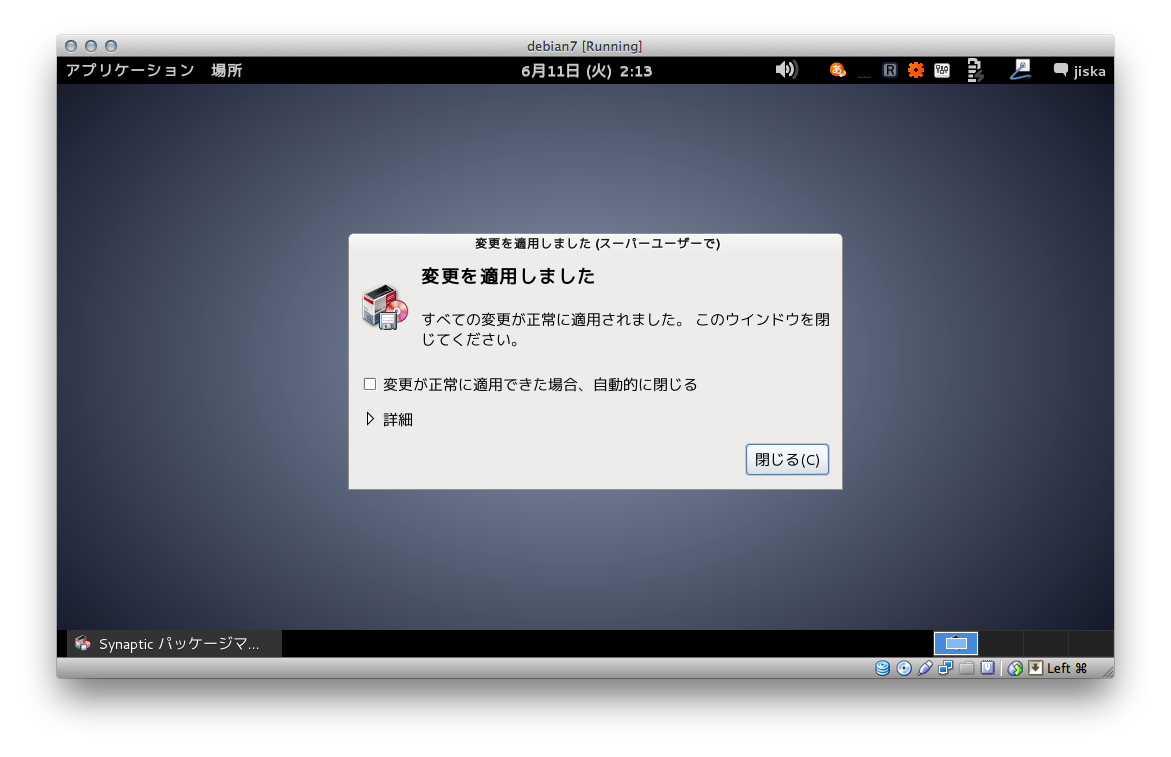 debian7 [Running]
アプリケーション 場所 6月11日 (火) 2:13 あ R jiska
変更を適用しました (スーパーユーザーで)
変更を適用しました
すべての変更が正常に適用されました。 このウインドウを閉
じてください。
変更が正常に適用できた場合、自動的に閉じる
詳細
閉じる(C)
Synaptic パッケージマ...
Left ⌘